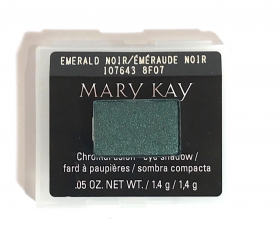 EMERALD NOIR/ÉMÉRAUDE NOIR
107643 8F07
MARY KAY
eye shadow/
fard à paupières / sombra compacta
.05 OZ. NET WT. / 1.4 g / 1,4 g